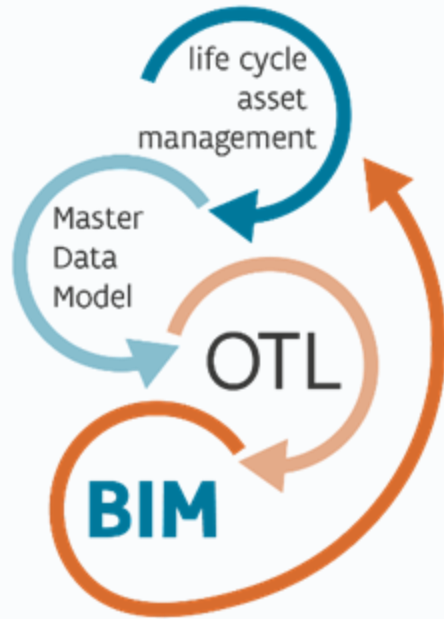 life cycle
asset
management
Master
Data
Model
OTL
BIM